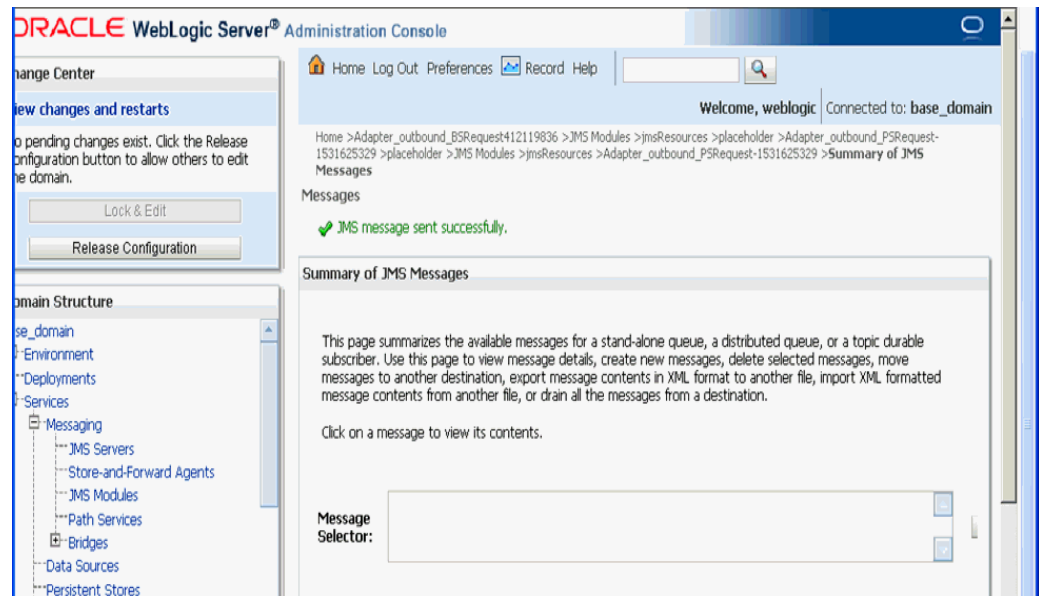 ORACLE WebLogic Server® Administration Console
hange Center
iew changes and restarts
o pending changes exist. Click the Release
onfiguration button to allow others to edit
he domain.
Lock & Edit
Release Configuration
omain Structure
se_domain
Environment
Deployments
Services
Messaging
JMS Servers
Store-and-Forward Agents
JMS Modules
Path Services
Bridges
Data Sources
Persistent Stores
Home Log Out Preferences Record Help
Welcome, weblogic Connected to: base_domain
Home >Adapter_outbound_BSRequest412119836 >JMS Modules >jmsResources >placeholder >Adapter_outbound_PSRequest-
1531625329 >placeholder >JMS Modules >jmsResources >Adapter_outbound_PSRequest-1531625329 >Summary of JMS
Messages
Messages
JMS message sent successfully.
Summary of JMS Messages
This page summarizes the available messages for a stand-alone queue, a distributed queue, or a topic durable
subscriber. Use this page to view message details, create new messages, delete selected messages, move
messages to another destination, export message contents in XML format to another file, import XML formatted
message contents from another file, or drain all the messages from a destination.
Click on a message to view its contents.
Message
Selector: